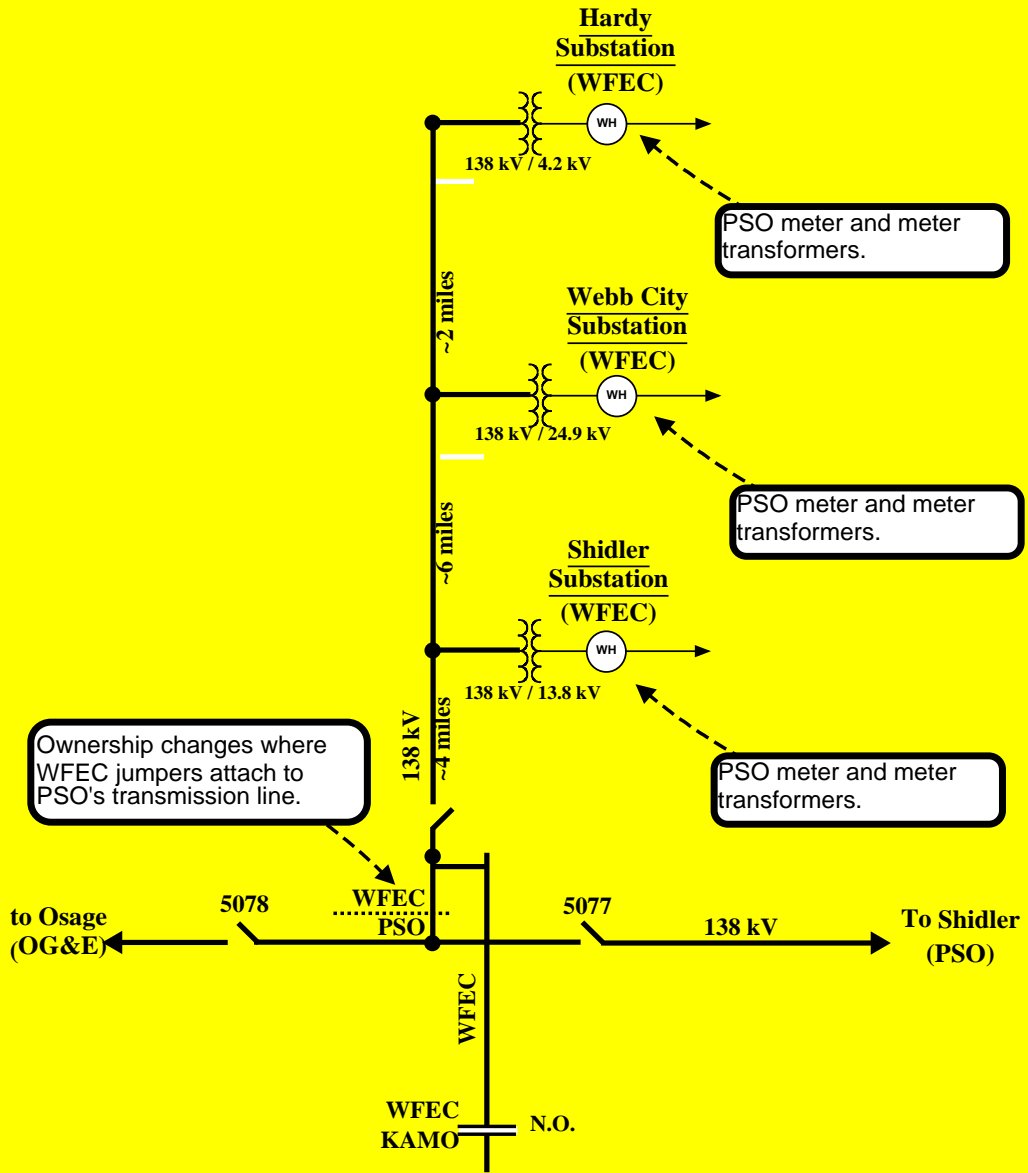 Hardy
Substation
(WFEC)
WH
138 kV / 4.2 kV
PSO meter and meter
transformers.
~2 miles
Webb City
Substation
(WFEC)
WH
138 kV / 24.9 kV
PSO meter and meter
transformers.
~6 miles
Shidler
Substation
(WFEC)
WH
138 kV / 13.8 kV
PSO meter and meter
transformers.
138 kV
~4 miles
Ownership changes where
WFEC jumpers attach to
PSO's transmission line.
WFEC
PSO
5078
5077
to Osage
(OG&E)
138 kV
To Shidler
(PSO)
WFEC
WFEC
KAMO
N.O.